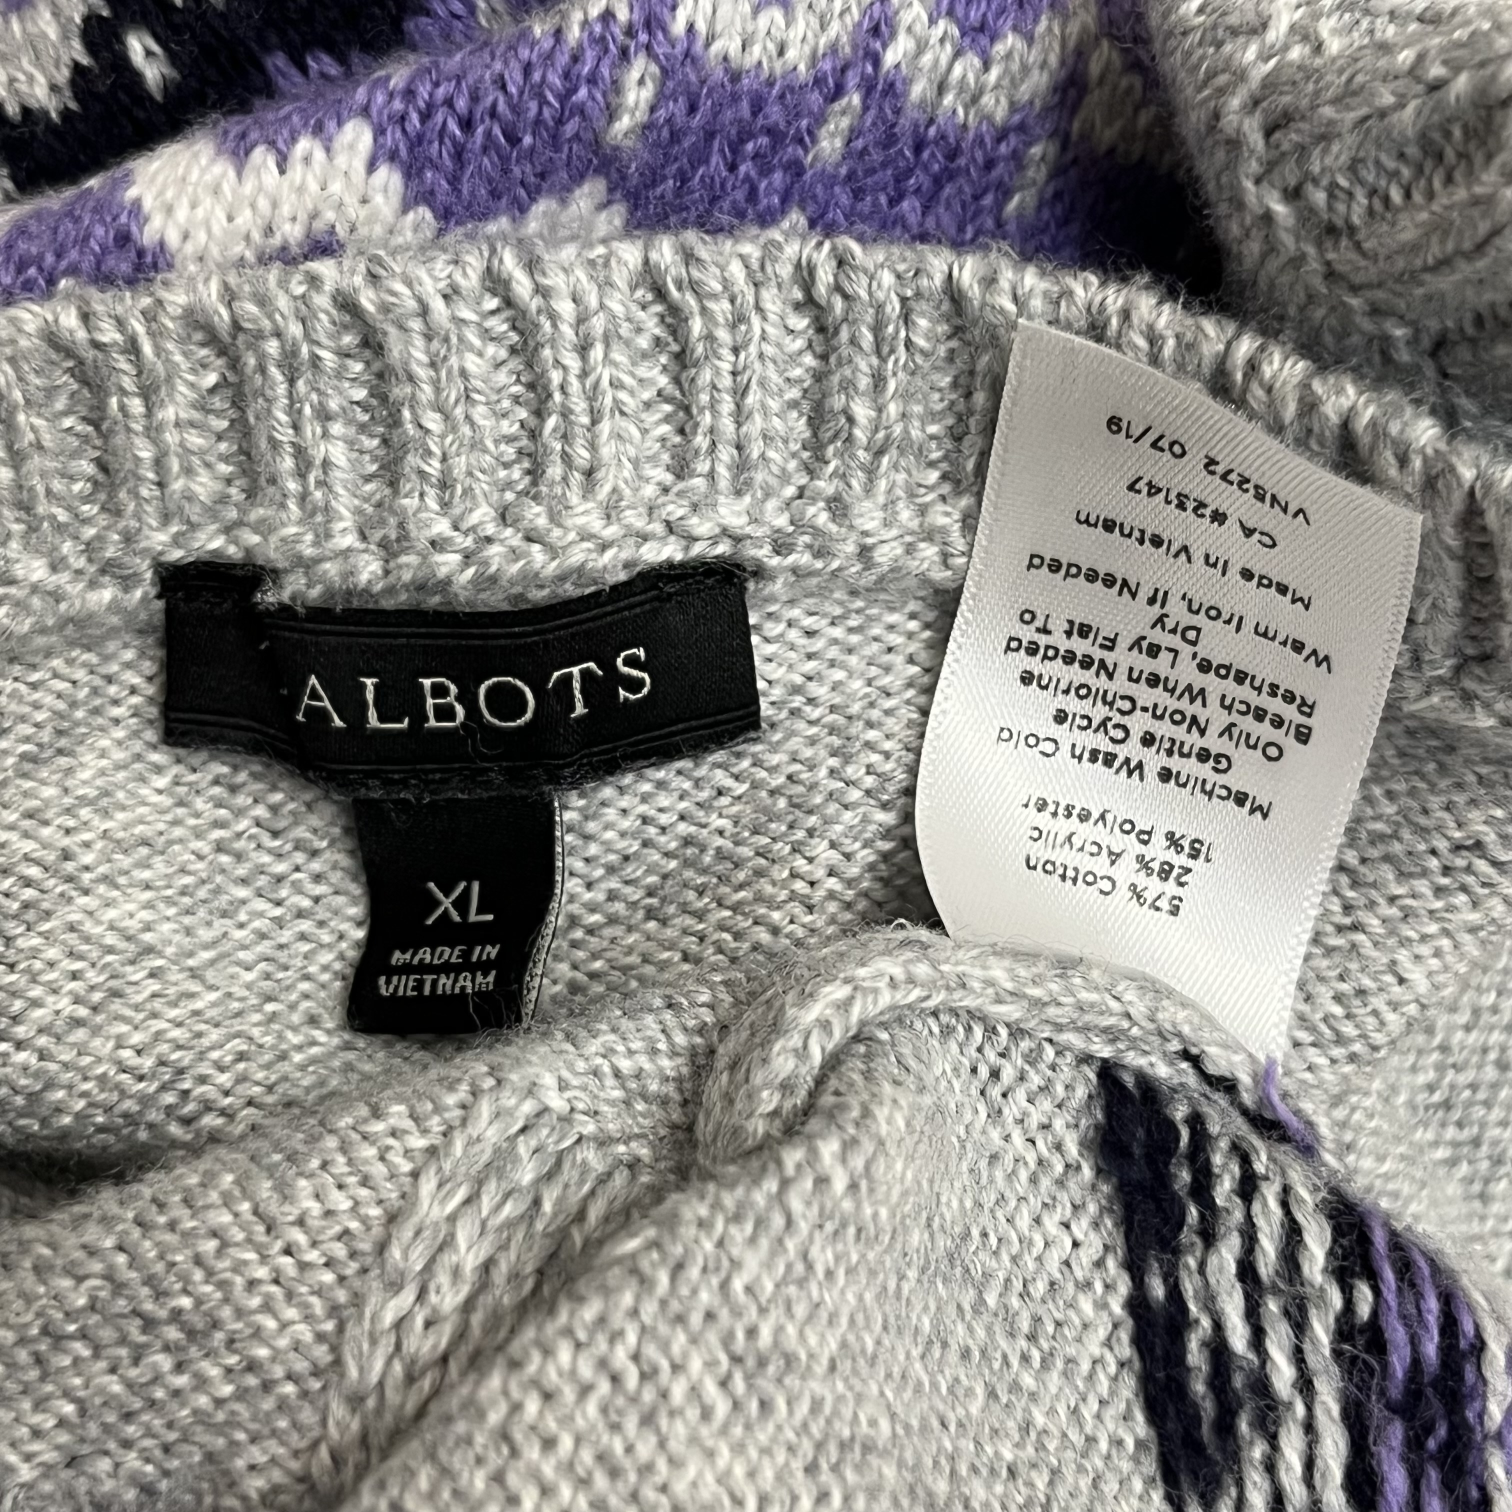 ALBOTS
XL
MADE IN
VIETNAM
57% Cotton
28% Acrylic
15% Polyester
Machine Wash Cold
Gentle Cycle
Only Non-Chlorine
Bleach When Needed
Reshape, Lay Flat To
Dry
Warm Iron, If Needed
Made in Vietnam
CA #23147
VN5272 07/19